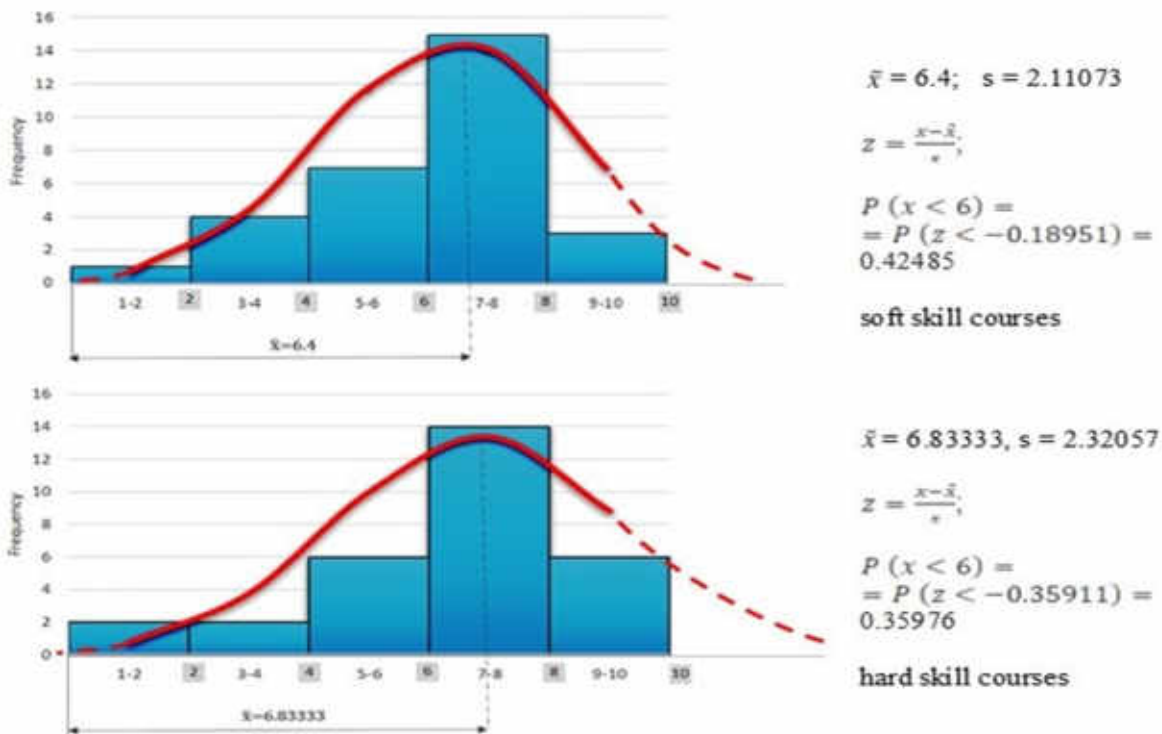 16
14
12
10
8
6
4
2
0
Frequency
1-2 2 3-4 4 5-6 6 7-8 8 9-10 10
x̄=6.4
x̄ = 6.4; s = 2.11073
z = (x−x̄)/s;
P (x < 6) =
= P (z < −0.18951) =
0.42485
soft skill courses
16
14
12
10
8
6
4
2
0
Frequency
1-2 2 3-4 4 5-6 6 7-8 8 9-10 10
x̄=6.83333
x̄ = 6.83333, s = 2.32057
z = (x−x̄)/s;
P (x < 6) =
= P (z < −0.35911) =
0.35976
hard skill courses